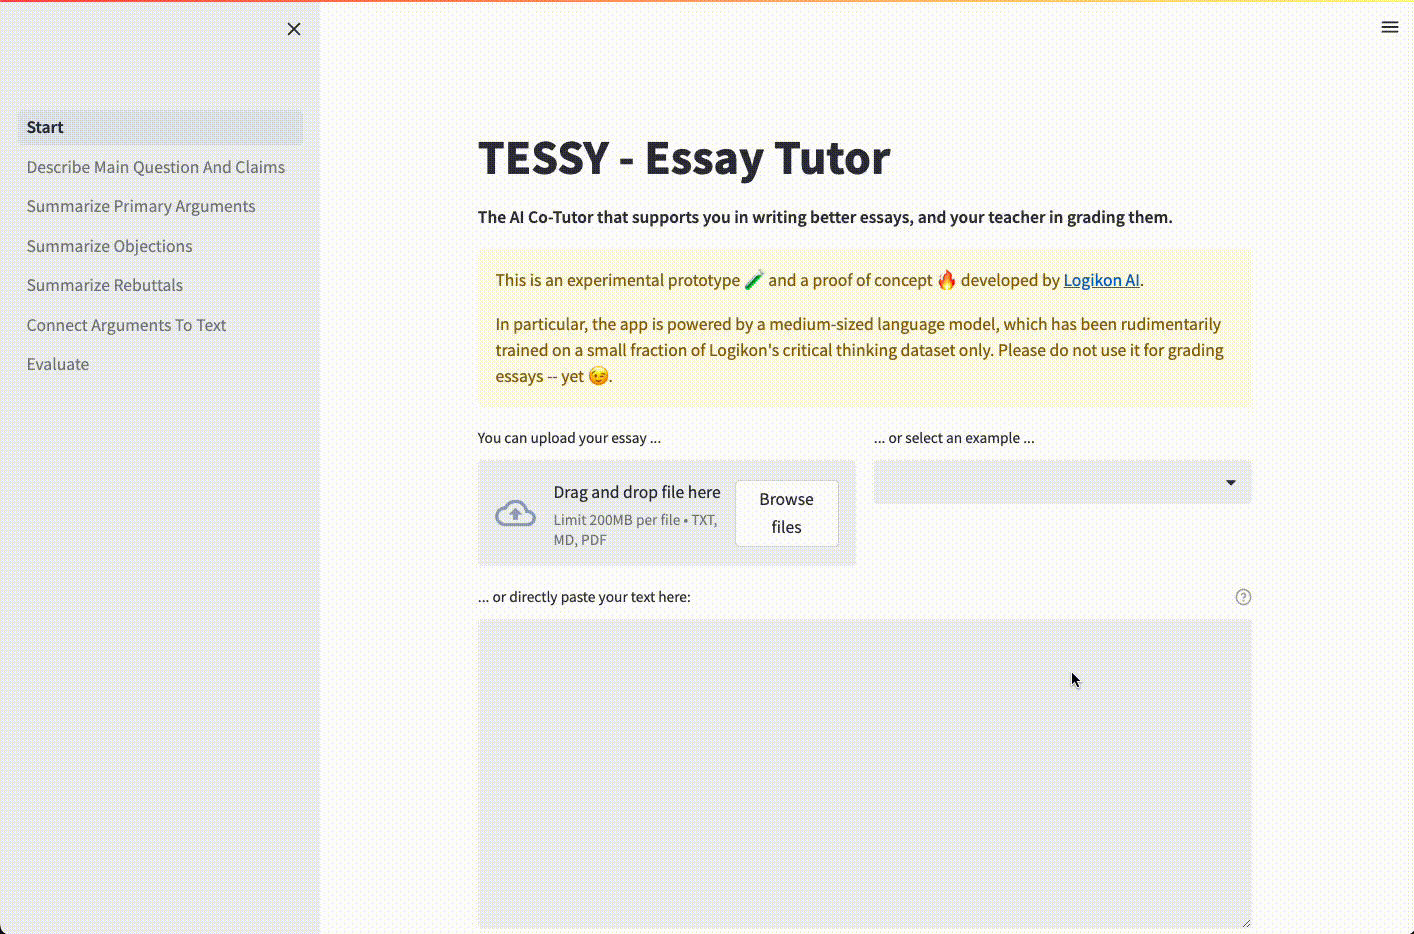 Start
Describe Main Question And Claims
Summarize Primary Arguments
Summarize Objections
Summarize Rebuttals
Connect Arguments To Text
Evaluate
TESSY - Essay Tutor
The AI Co-Tutor that supports you in writing better essays, and your teacher in grading them.
This is an experimental prototype 🧪 and a proof of concept 🔥 developed by Logikon AI.
In particular, the app is powered by a medium-sized language model, which has been rudimentarily
trained on a small fraction of Logikon's critical thinking dataset only. Please do not use it for grading
essays -- yet 😉.
You can upload your essay ...
Drag and drop file here
Limit 200MB per file • TXT,
MD, PDF
Browse
files
... or select an example ...
... or directly paste your text here: